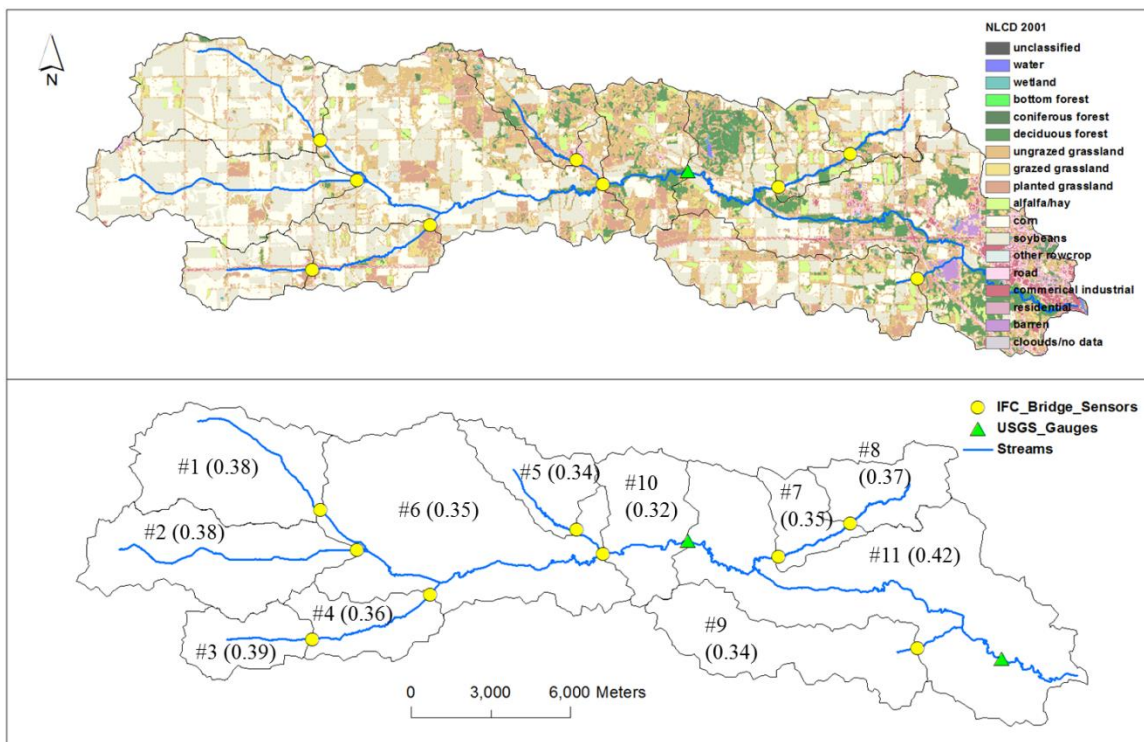 N
NLCD 2001
unclassified
water
wetland
bottom forest
coniferous forest
deciduous forest
ungrazed grassland
grazed grassland
planted grassland
alfalfa/hay
corn
soybeans
other rowcrop
road
commerical industrial
residential
barren
cloouds/no data
IFC_Bridge_Sensors
USGS_Gauges
Streams
#1 (0.38)
#2 (0.38)
#3 (0.39)
#4 (0.36)
#6 (0.35)
#5 (0.34)
#10
(0.32)
#7
(0.35)
#8
(0.37)
#11 (0.42)
#9
(0.34)
0 3,000 6,000 Meters